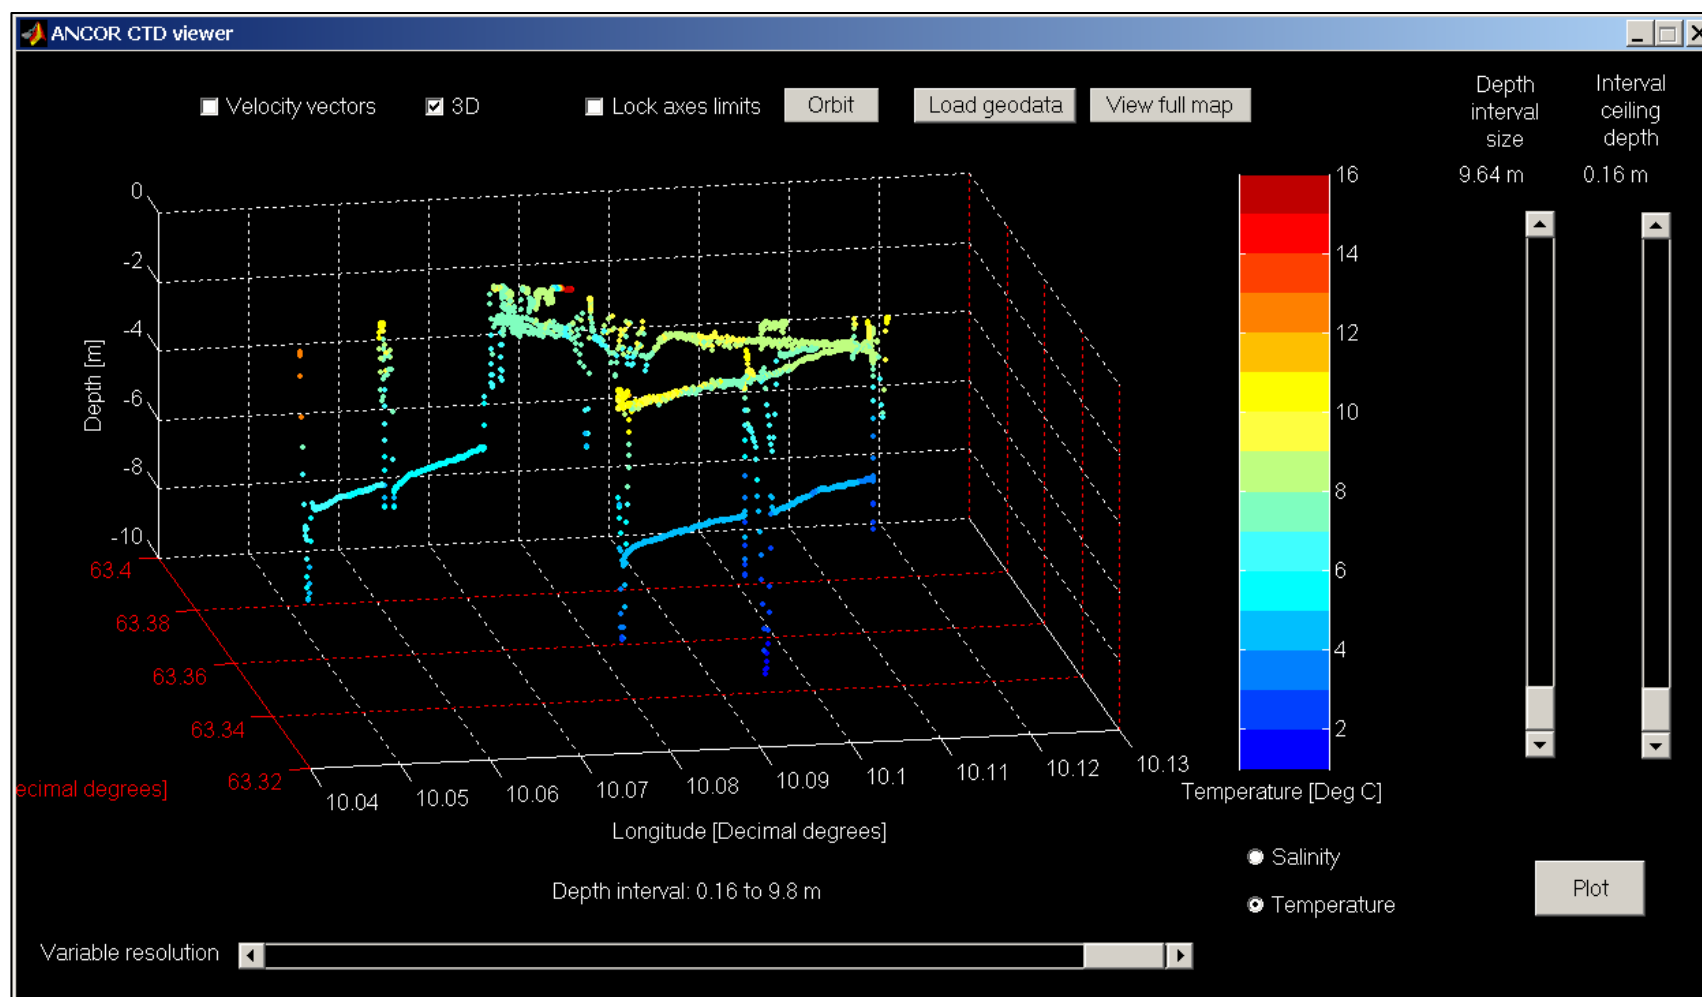 ANCOR CTD viewer
Velocity vectors
3D
Lock axes limits
Orbit
Load geodata
View full map
Depth
interval
size
9.64 m
Interval
ceiling
depth
0.16 m
0
-2
-4
-6
-8
-10
Depth [m]
63.4
63.38
63.36
63.34
63.32
ecimal degrees]
10.04
10.05
10.06
10.07
10.08
10.09
10.1
10.11
10.12
10.13
Longitude [Decimal degrees]
16
14
12
10
8
6
4
2
Temperature [Deg C]
Depth interval: 0.16 to 9.8 m
Salinity
Temperature
Plot
Variable resolution